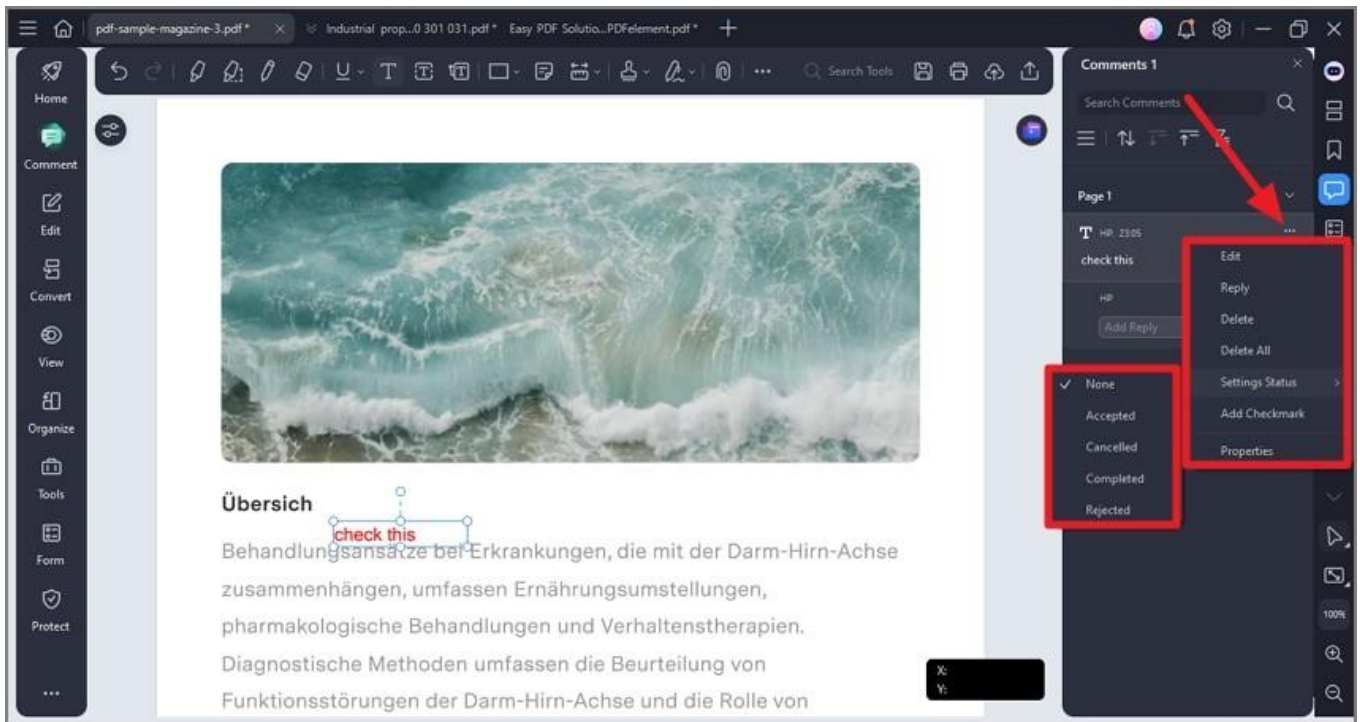 pdf-sample-magazine-3.pdf *
Industrial prop...0 301 031.pdf *
Easy PDF Solutio...PDFelement.pdf *
Home
Comment
Edit
Convert
View
Organize
Tools
Form
Protect
Search Tools
Übersich
check this
Behandlungsansätze bei Erkrankungen, die mit der Darm-Hirn-Achse
zusammenhängen, umfassen Ernährungsumstellungen,
pharmakologische Behandlungen und Verhaltenstherapien.
Diagnostische Methoden umfassen die Beurteilung von
Funktionsstörungen der Darm-Hirn-Achse und die Rolle von
X:
Y:
Comments 1
Search Comments
Page 1
HP, 23:05
check this
HP
Add Reply
Edit
Reply
Delete
Delete All
Settings Status
Add Checkmark
Properties
None
Accepted
Cancelled
Completed
Rejected
100%